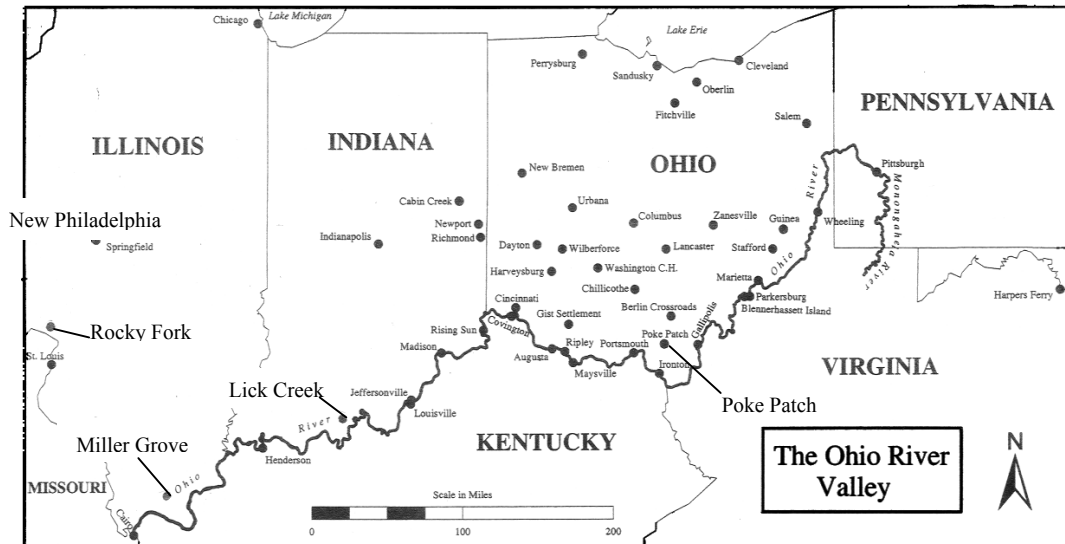 Chicago
Lake Michigan
Lake Erie
Perrysburg
Sandusky
Cleveland
Oberlin
Fitchville
PENNSYLVANIA
Salem
ILLINOIS
INDIANA
OHIO
Pittsburgh
New Bremen
Monongahela River
Cabin Creek
Urbana
New Philadelphia
Springfield
Newport
Richmond
Indianapolis
Columbus
Zanesville
Guinea
Ohio River
Wheeling
Dayton
Wilberforce
Lancaster
Stafford
Harveysburg
Washington C.H.
Marietta
Chillicothe
Parkersburg
Blennerhassett Island
Harpers Ferry
Cincinnati
Covington
Gist Settlement
Berlin Crossroads
Rocky Fork
Rising Sun
Poke Patch
Gallipolis
St. Louis
Madison
Augusta
Ripley
Portsmouth
Maysville
Ironton
VIRGINIA
Lick Creek
Jeffersonville
Louisville
Poke Patch
Miller Grove
Ohio River
Henderson
KENTUCKY
MISSOURI
Cairo
Scale in Miles
0 100 200
The Ohio River
Valley
N